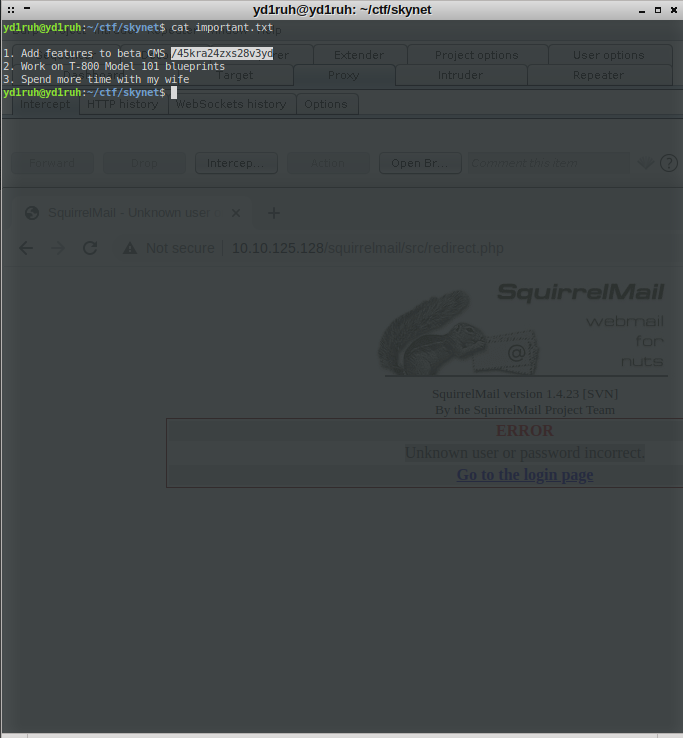 yd1ruh@yd1ruh: ~/ctf/skynet
yd1ruh@yd1ruh:~/ctf/skynet$ cat important.txt
1. Add features to beta CMS /45kra24zxs28v3yd
2. Work on T-800 Model 101 blueprints
3. Spend more time with my wife
yd1ruh@yd1ruh:~/ctf/skynet$
Extender Project options User options
Dashboard Target Proxy Intruder Repeater
Intercept HTTP history WebSockets history Options
Forward Drop Intercep... Action Open Br... Comment this item ?
SquirrelMail - Unknown user
Not secure 10.10.125.128/squirrelmail/src/redirect.php
SquirrelMail
webmail
for
nuts
@
SquirrelMail version 1.4.23 [SVN]
By the SquirrelMail Project Team
ERROR
Unknown user or password incorrect.
Go to the login page